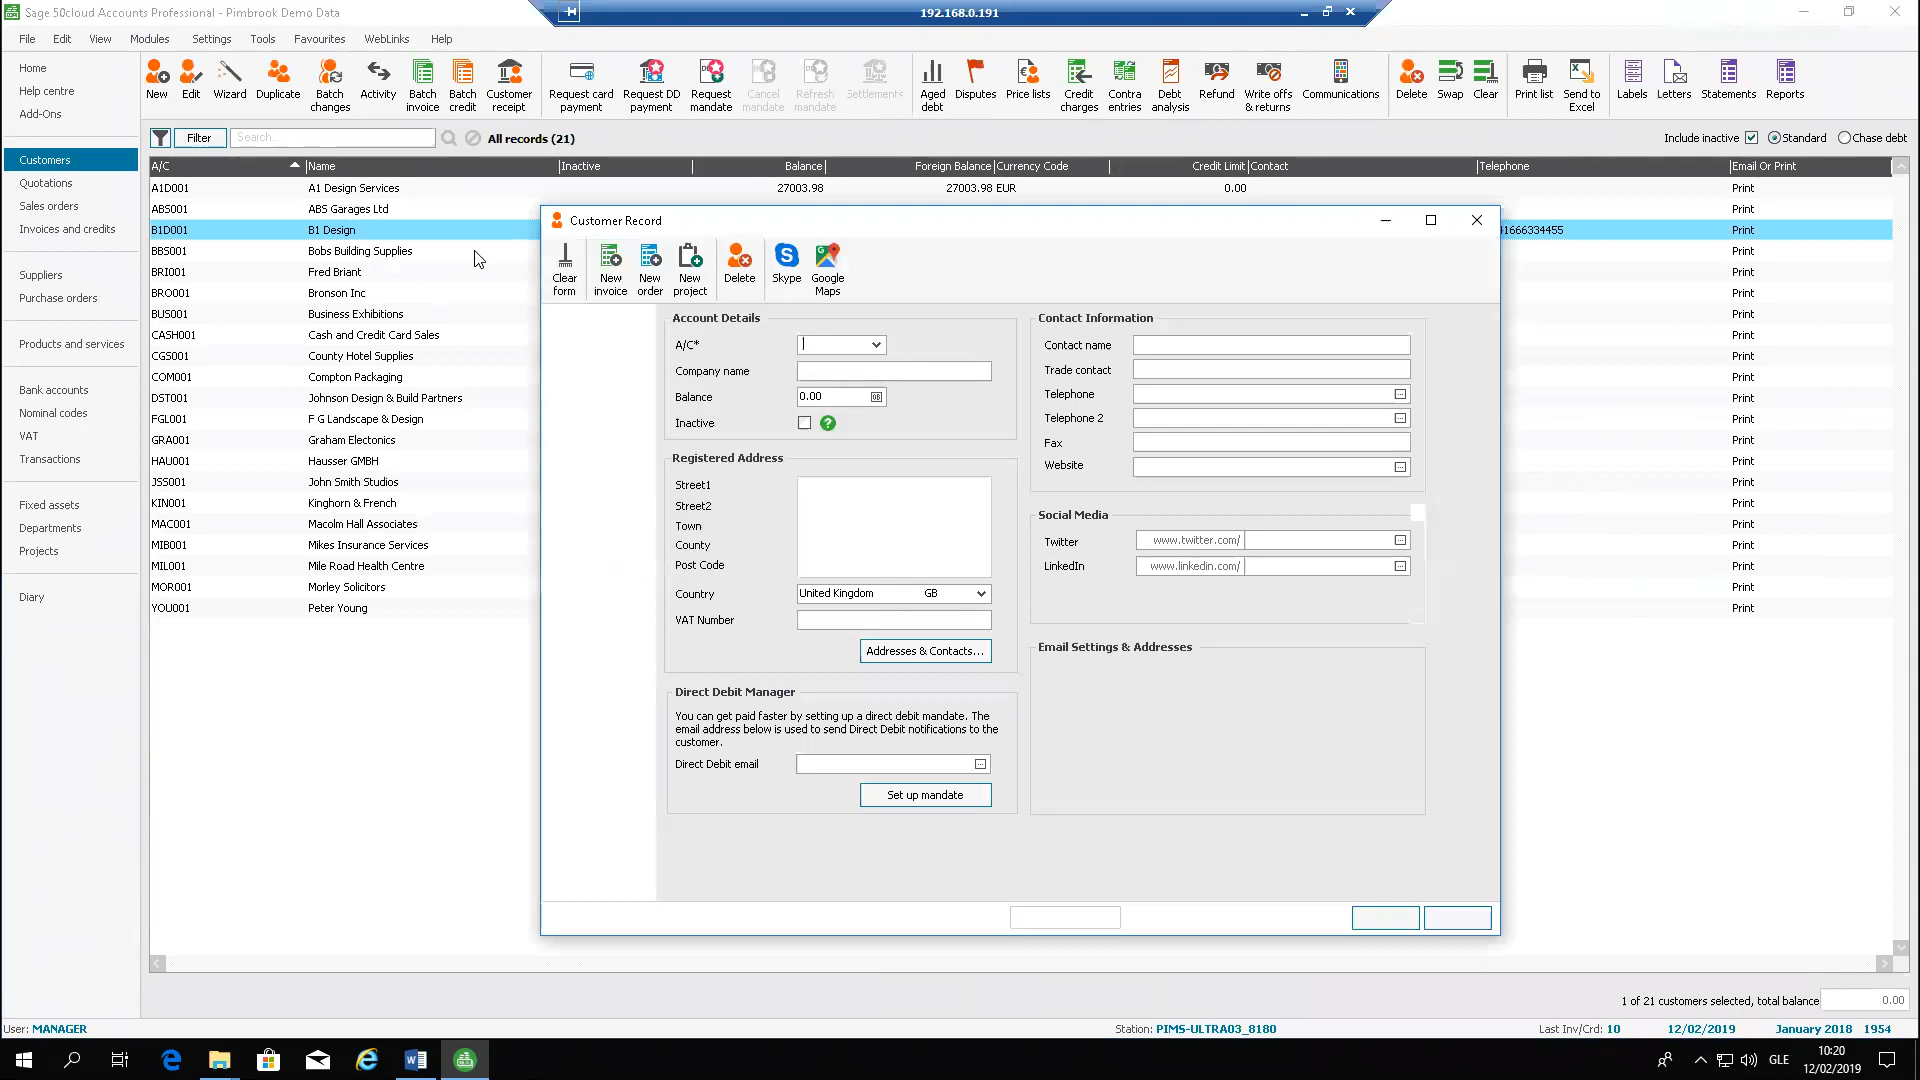 Sage 50cloud Accounts Professional - Pimbrook Demo Data
192.168.0.191
File Edit View Modules Settings Tools Favourites WebLinks Help
Home
Help centre
Add-Ons
Customers
Quotations
Sales orders
Invoices and credits
Suppliers
Purchase orders
Products and services
Bank accounts
Nominal codes
VAT
Transactions
Fixed assets
Departments
Projects
Diary
New Edit Wizard Duplicate Batch changes Activity Batch invoice Batch credit Customer receipt Request card payment Request DD payment Request mandate Cancel mandate Refresh mandate Settlements Aged debt Disputes Price lists Credit charges Contra entries Debt analysis Refund Write offs & returns Communications Delete Swap Clear Print list Send to Excel Labels Letters Statements Reports
Filter Search... All records (21) Include inactive Standard Chase debt
A/C Name Inactive Balance Foreign Balance Currency Code Credit Limit Contact Telephone Email Or Print
A1D001 A1 Design Services 27003.98 27003.98 EUR 0.00 Print
ABS001 ABS Garages Ltd Print
B1D001 B1 Design 41666334455 Print
BBS001 Bobs Building Supplies Print
BRI001 Fred Briant Print
BRO001 Bronson Inc Print
BUS001 Business Exhibitions Print
CASH001 Cash and Credit Card Sales Print
CGS001 County Hotel Supplies Print
COM001 Compton Packaging Print
DST001 Johnson Design & Build Partners Print
FGL001 F G Landscape & Design Print
GRA001 Graham Electonics Print
HAU001 Hausser GMBH Print
JSS001 John Smith Studios Print
KIN001 Kinghorn & French Print
MAC001 Macolm Hall Associates Print
MIB001 Mikes Insurance Services Print
MIL001 Mile Road Health Centre Print
MOR001 Morley Solicitors Print
YOU001 Peter Young Print
Customer Record
Clear form New invoice New order New project Delete Skype Google Maps
Account Details
A/C*
Company name
Balance 0.00
Inactive
Registered Address
Street1
Street2
Town
County
Post Code
Country United Kingdom GB
VAT Number
Addresses & Contacts...
Direct Debit Manager
You can get paid faster by setting up a direct debit mandate. The
email address below is used to send Direct Debit notifications to the
customer.
Direct Debit email
Set up mandate
Contact Information
Contact name
Trade contact
Telephone
Telephone 2
Fax
Website
Social Media
Twitter www.twitter.com/
LinkedIn www.linkedin.com/
Email Settings & Addresses
1 of 21 customers selected, total balance 0.00
User: MANAGER Station: PIMS-ULTRA03_8180 Last Inv/Crd: 10 12/02/2019 January 2018 1954
GLE 10:20
12/02/2019